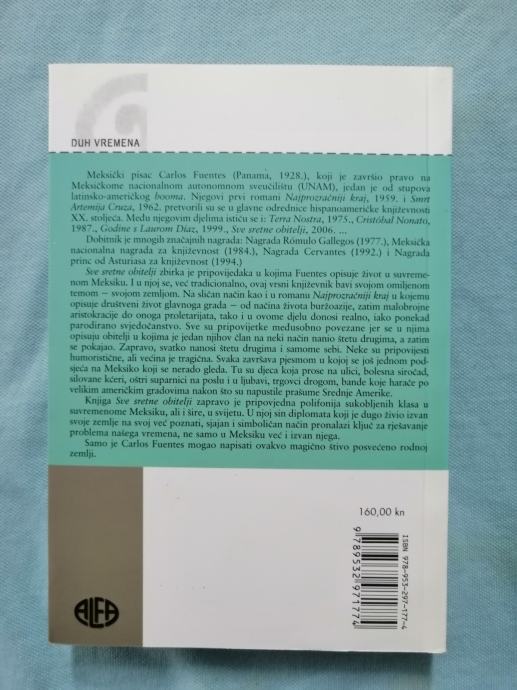 DUH VREMENA
Meksički pisac Carlos Fuentes (Panama, 1928.), koji je završio pravo na
Meksičkome nacionalnom autonomnom sveučilištu (UNAM), jedan je od stupova
latinsko-američkog booma. Njegovi prvi romani Najprozračniji kraj, 1959. i Smrt
Artemija Cruza, 1962. pretvorili su se u glavne odrednice hispanoameričke književnosti
XX. stoljeća. Među njegovim djelima ističu se i: Terra Nostra, 1975., Cristóbal Nonato,
1987., Godine s Laurom Díaz, 1999., Sve sretne obitelji, 2006. ...
Dobitnik je mnogih značajnih nagrada: Nagrada Rómulo Gallegos (1977.), Meksička
nacionalna nagrada za književnost (1984.), Nagrada Cervantes (1992.) i Nagrada
princ od Asturiasa za književnost (1994.)
Sve sretne obitelji zbirka je pripovijedaka u kojima Fuentes opisuje život u suvreme-
nom Meksiku. I u njoj se, već tradicionalno, ovaj vrsni književnik bavi svojom omiljenom
temom – svojom zemljom. Na sličan način kao i u romanu Najprozračniji kraj u kojemu
opisuje društveni život glavnoga grada – od načina života buržoazije, zatim malobrojne
aristokracije do onoga proletarijata, tako i u ovome djelu donosi realno, iako ponekad
parodirano svjedočanstvo. Sve su pripovijetke međusobno povezane jer se u njima
opisuju obitelji u kojima je jedan njihov član na neki način nanio štetu drugima, a zatim
se pokajao. Zapravo, svatko nanosi štetu drugima i samome sebi. Neke su pripovijesti
humoristične, ali većina je tragična. Svaka završava pjesmom u kojoj se još jednom pod-
sjeća na Meksiko koji se nerado gleda. Tu su djeca koja prose na ulici, bolesna siročad,
silovane kćeri, oštri suparnici na poslu i u ljubavi, trgovci drogom, bande koje harače po
velikim američkim gradovima nakon što su napustile prašume Srednje Amerike.
Knjiga Sve sretne obitelji zapravo je pripovjedna polifonija sukobljenih klasa u
suvremenome Meksiku, ali i šire, u svijetu. U njoj sin diplomata koji je dugo živio izvan
svoje zemlje na svoj već poznati, sjajan i simboličan način pronalazi ključ za rješavanje
problema našega vremena, ne samo u Meksiku već i izvan njega.
Samo je Carlos Fuentes mogao napisati ovakvo magično štivo posvećeno rodnoj
zemlji.
160,00 kn
ISBN 978-953-297-177-4
9789532971774
ALFA